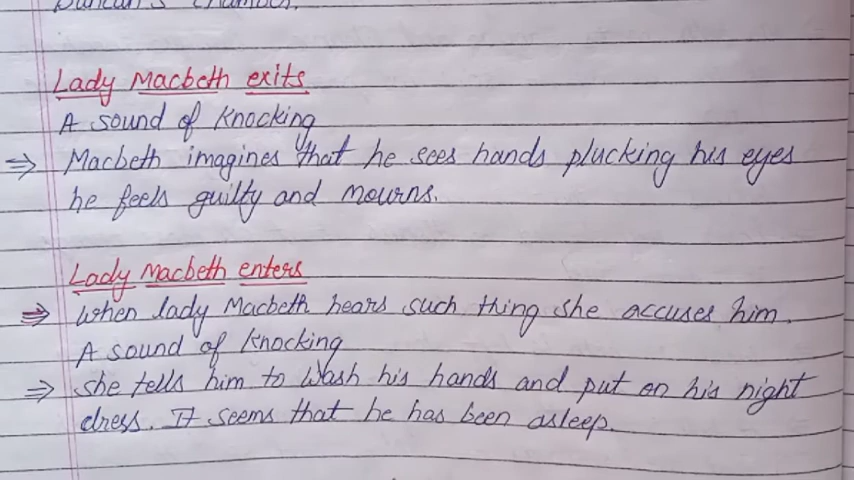 Duncan's chamber.
Lady Macbeth exits
A sound of Knocking
⇒ Macbeth imagines that he sees hands plucking his eyes
he feels guilty and mourns.
Lady Macbeth enters
⇒ When lady Macbeth hears such thing she accuses him.
A sound of Knocking
⇒ She tells him to Wash his hands and put on his night
dress. It seems that he has been asleep.